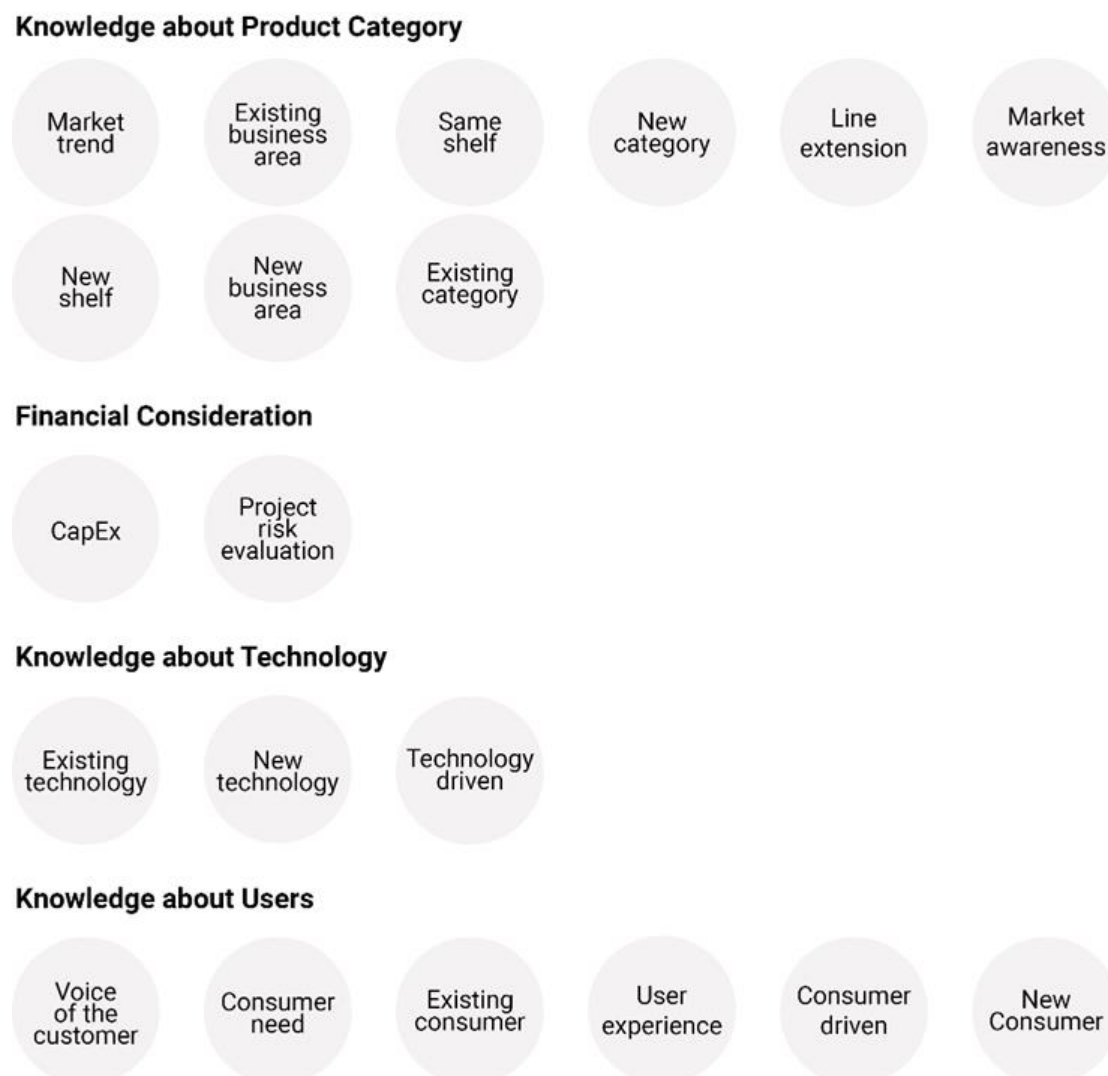 Knowledge about Product Category
Market
trend
Existing
business
area
Same
shelf
New
category
Line
extension
Market
awareness
New
shelf
New
business
area
Existing
category
Financial Consideration
CapEx
Project
risk
evaluation
Knowledge about Technology
Existing
technology
New
technology
Technology
driven
Knowledge about Users
Voice
of the
customer
Consumer
need
Existing
consumer
User
experience
Consumer
driven
New
Consumer